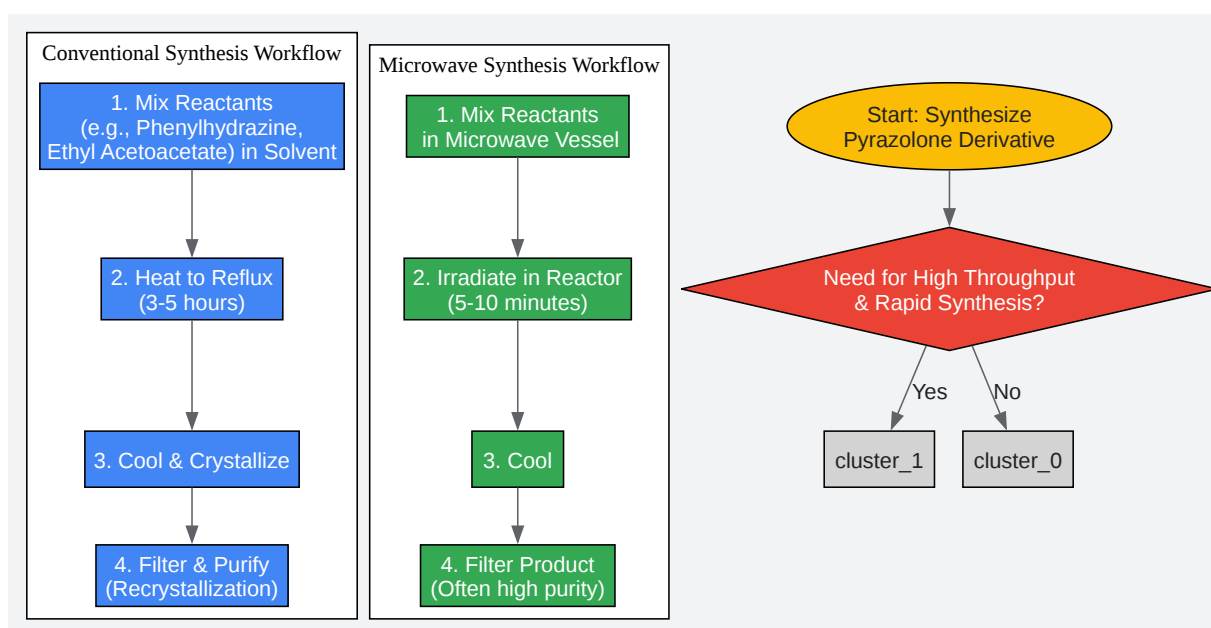 Conventional Synthesis Workflow
1. Mix Reactants
(e.g., Phenylhydrazine,
Ethyl Acetoacetate) in Solvent
2. Heat to Reflux
(3-5 hours)
3. Cool & Crystallize
4. Filter & Purify
(Recrystallization)
Microwave Synthesis Workflow
1. Mix Reactants
in Microwave Vessel
2. Irradiate in Reactor
(5-10 minutes)
3. Cool
4. Filter Product
(Often high purity)
Start: Synthesize
Pyrazolone Derivative
Need for High Throughput
& Rapid Synthesis?
Yes
No
cluster_1
cluster_0